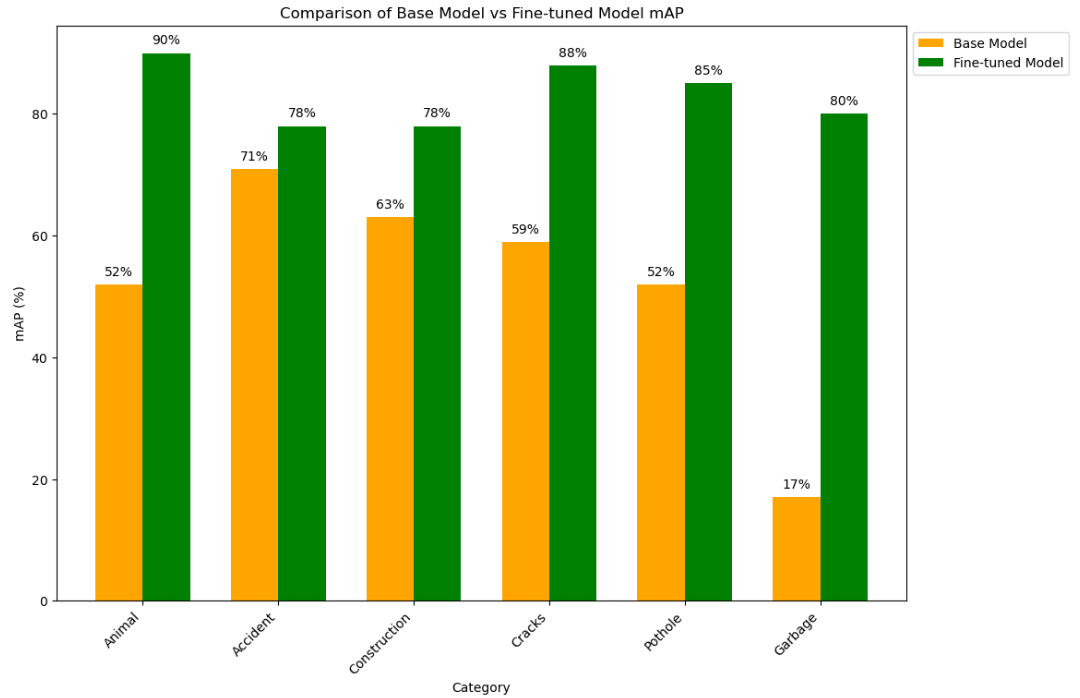 Comparison of Base Model vs Fine-tuned Model mAP
Base Model
Fine-tuned Model
90%
88%
85%
80%
78%
78%
71%
63%
59%
52%
52%
17%
80
60
40
20
0
mAP (%)
Animal
Accident
Construction
Cracks
Pothole
Garbage
Category